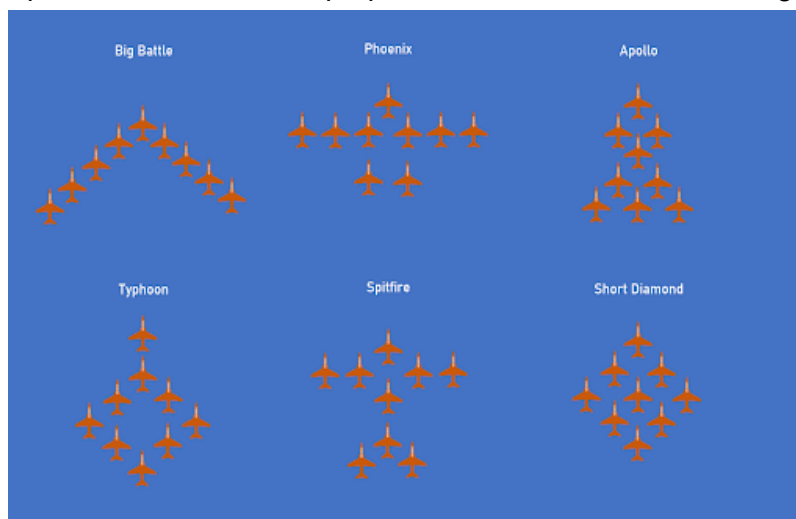 Big Battle
Phoenix
Apollo
Typhoon
Spitfire
Short Diamond